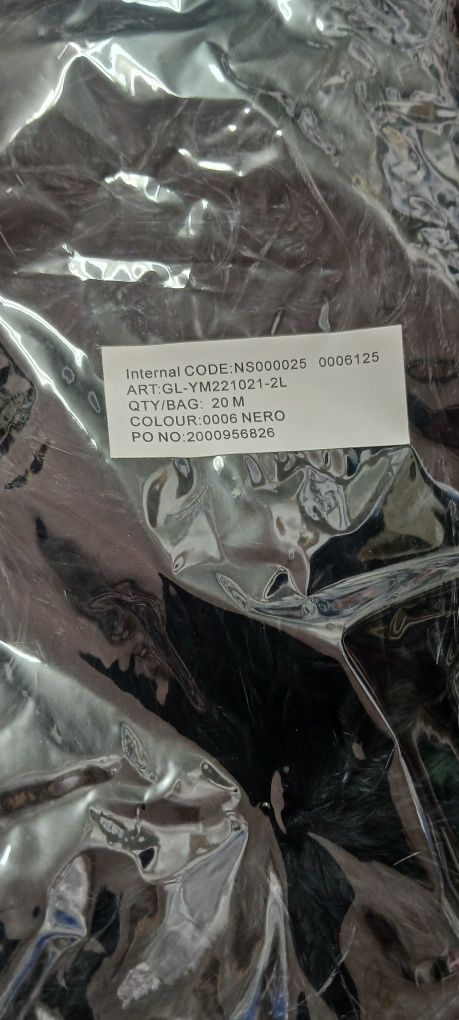 Internal CODE:NS000025 0006125
ART:GL-YM221021-2L
QTY/BAG: 20 M
COLOUR:0006 NERO
PO NO:2000956826